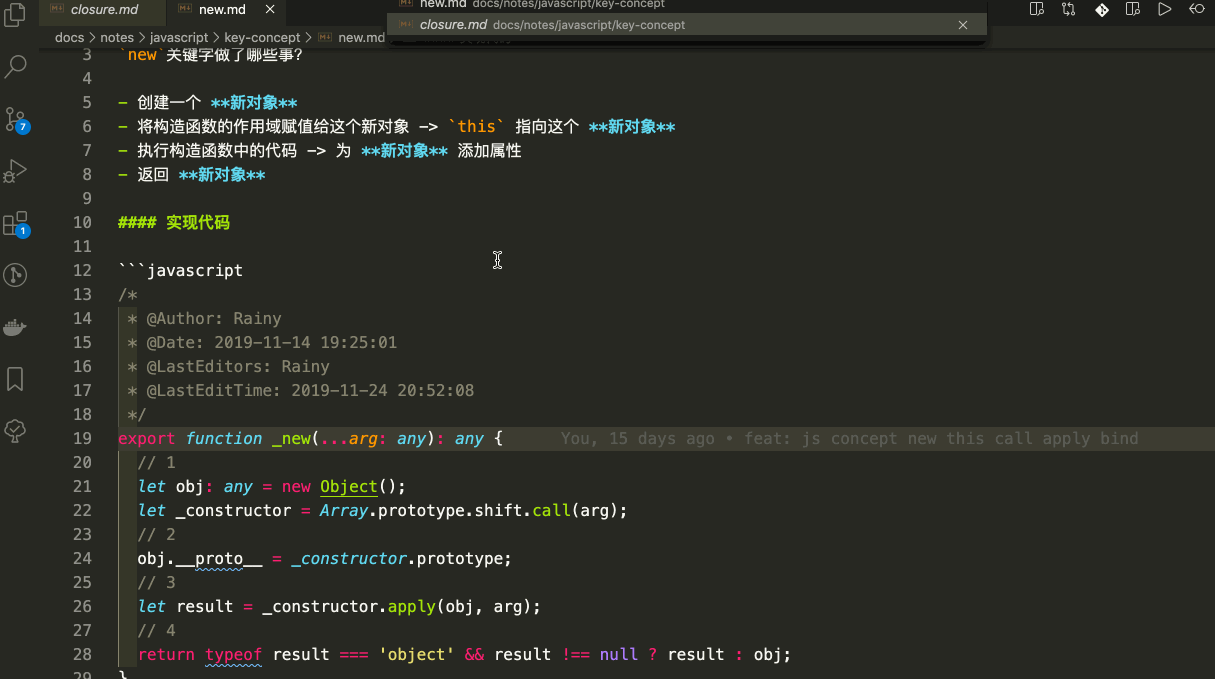 closure.md
new.md
new.md docs/notes/javascript/key-concept
closure.md docs/notes/javascript/key-concept
docs > notes > javascript > key-concept > new.md
3 `new`关键字做了哪些事?
4
5 - 创建一个 **新对象**
6 - 将构造函数的作用域赋值给这个新对象 -> `this` 指向这个 **新对象**
7 - 执行构造函数中的代码 -> 为 **新对象** 添加属性
8 - 返回 **新对象**
9
10 #### 实现代码
11
12 ```javascript
13 /*
14 * @Author: Rainy
15 * @Date: 2019-11-14 19:25:01
16 * @LastEditors: Rainy
17 * @LastEditTime: 2019-11-24 20:52:08
18 */
19 export function _new(...arg: any): any { You, 15 days ago • feat: js concept new this call apply bind
20 // 1
21 let obj: any = new Object();
22 let _constructor = Array.prototype.shift.call(arg);
23 // 2
24 obj.__proto__ = _constructor.prototype;
25 // 3
26 let result = _constructor.apply(obj, arg);
27 // 4
28 return typeof result === 'object' && result !== null ? result : obj;
29 }
7
1